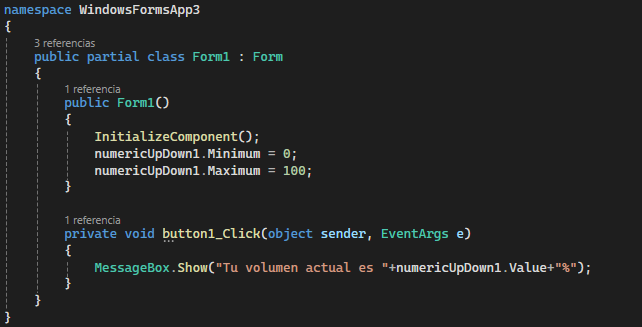 namespace WindowsFormsApp3
{
3 referencias
public partial class Form1 : Form
{
1 referencia
public Form1()
{
InitializeComponent();
numericUpDown1.Minimum = 0;
numericUpDown1.Maximum = 100;
}
1 referencia
private void button1_Click(object sender, EventArgs e)
{
MessageBox.Show("Tu volumen actual es "+numericUpDown1.Value+"%");
}
}
}